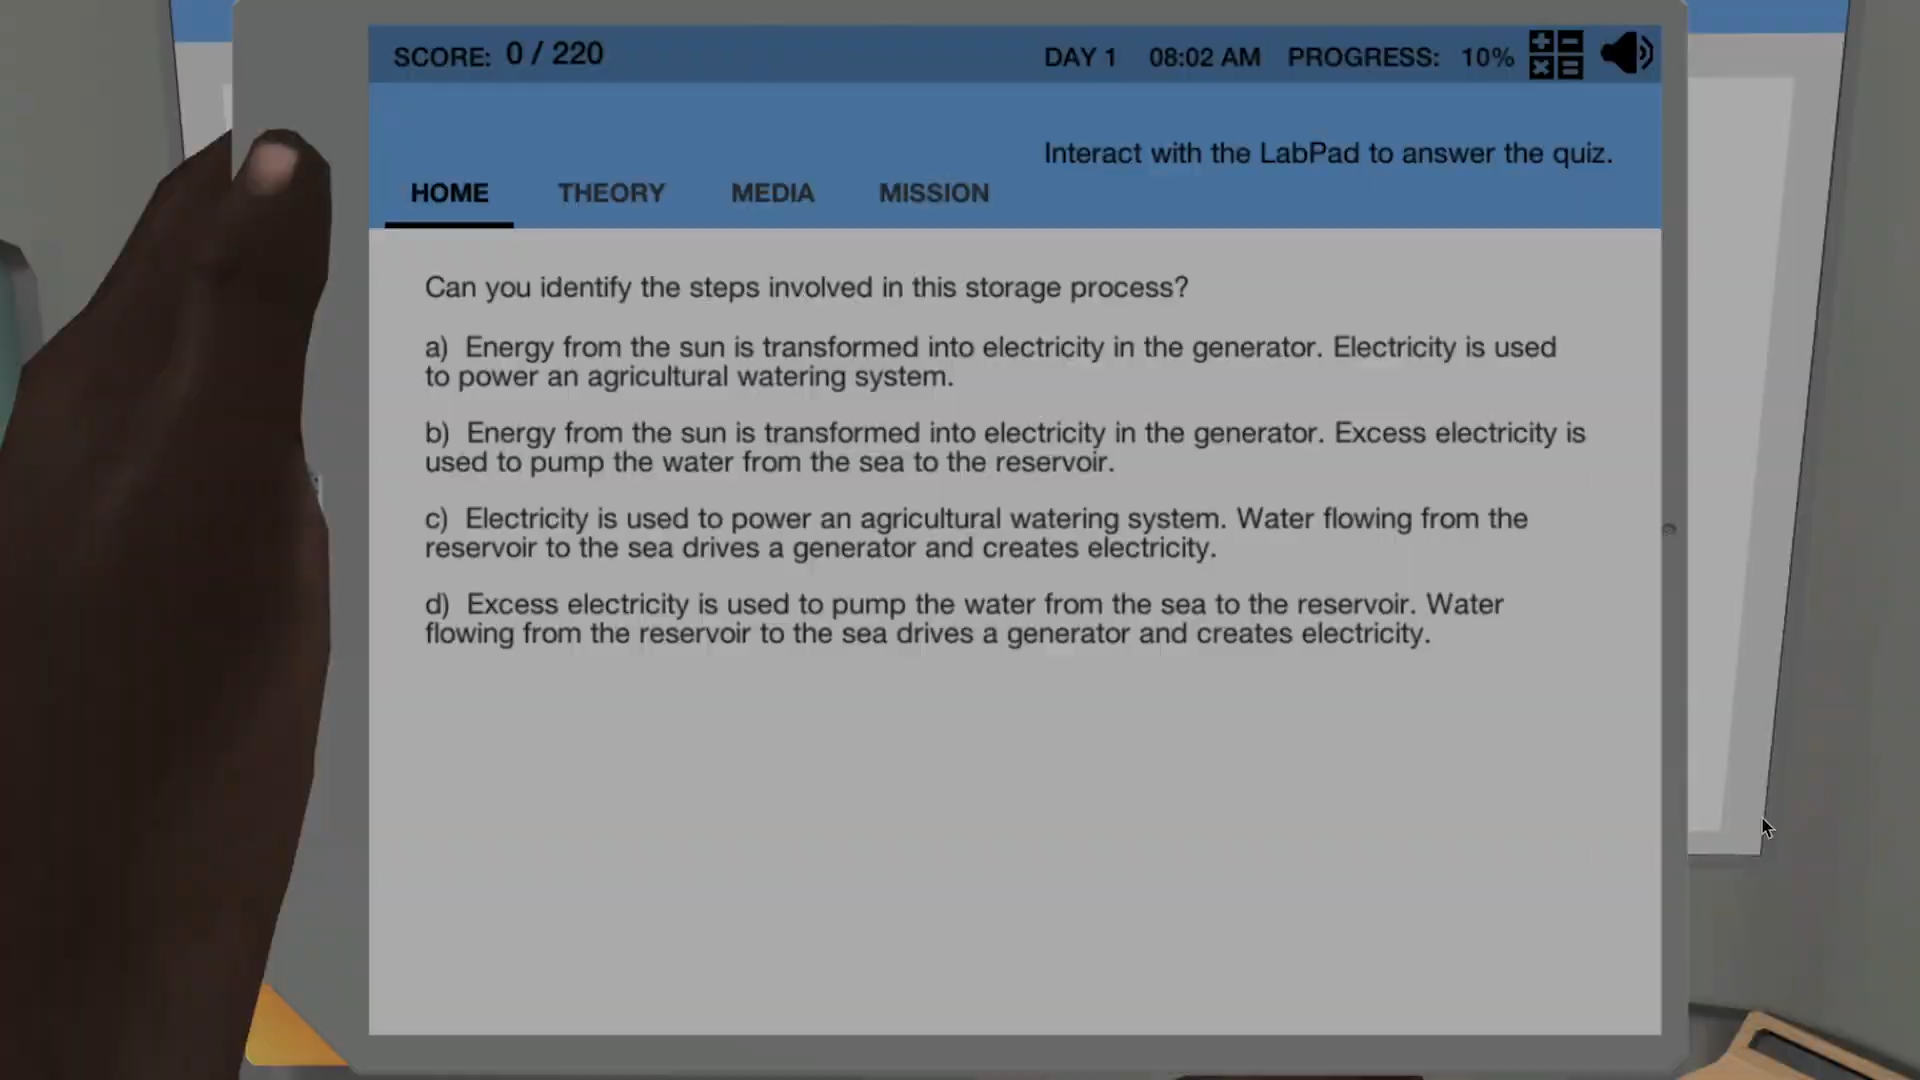 SCORE: 0 / 220 DAY 1 08:02 AM PROGRESS: 10%
Interact with the LabPad to answer the quiz.
HOME THEORY MEDIA MISSION
Can you identify the steps involved in this storage process?
a) Energy from the sun is transformed into electricity in the generator. Electricity is used
to power an agricultural watering system.
b) Energy from the sun is transformed into electricity in the generator. Excess electricity is
used to pump the water from the sea to the reservoir.
c) Electricity is used to power an agricultural watering system. Water flowing from the
reservoir to the sea drives a generator and creates electricity.
d) Excess electricity is used to pump the water from the sea to the reservoir. Water
flowing from the reservoir to the sea drives a generator and creates electricity.